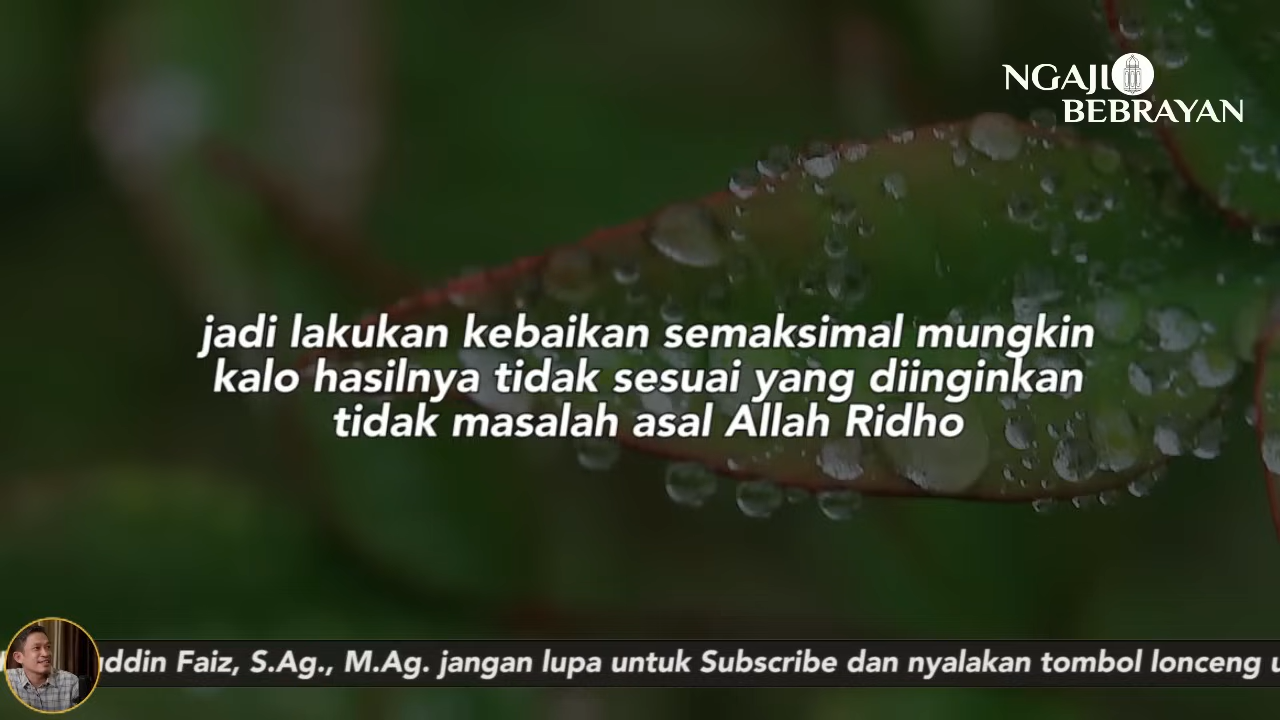 NGAJI
BEBRAYAN
jadi lakukan kebaikan semaksimal mungkin
kalo hasilnya tidak sesuai yang diinginkan
tidak masalah asal Allah Ridho
uddin Faiz, S.Ag., M.Ag. jangan lupa untuk Subscribe dan nyalakan tombol lonceng u